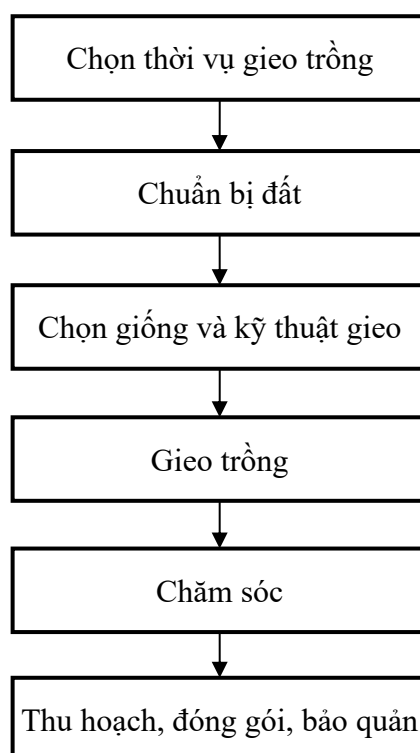 Chọn thời vụ gieo trồng
Chuẩn bị đất
Chọn giống và kỹ thuật gieo
Gieo trồng
Chăm sóc
Thu hoạch, đóng gói, bảo quản